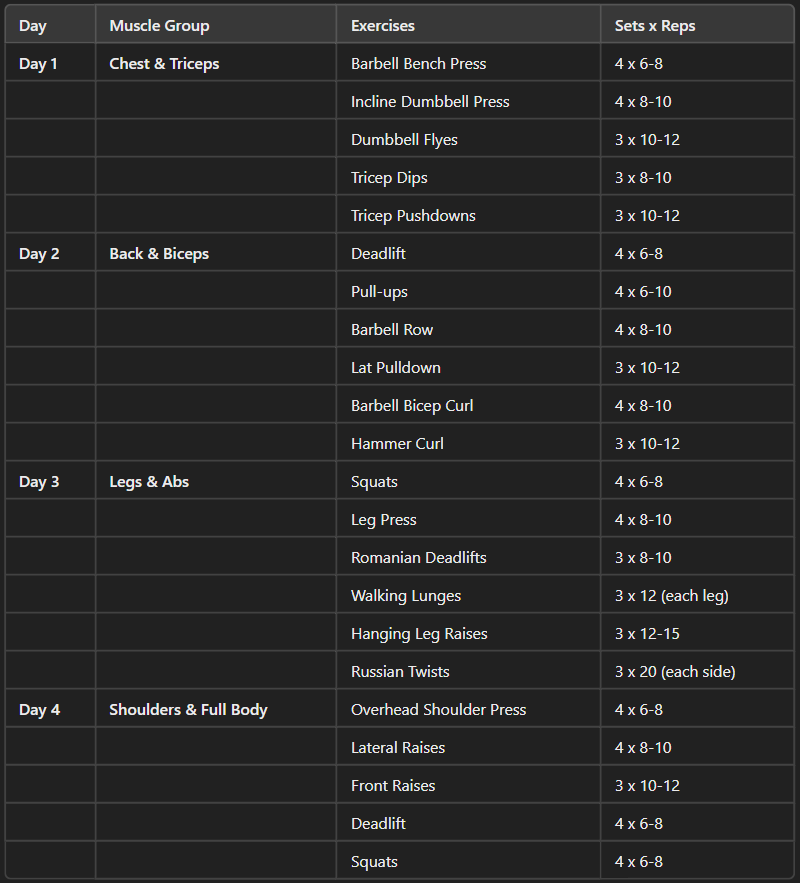 Day Muscle Group Exercises Sets x Reps
Day 1 Chest & Triceps Barbell Bench Press 4 x 6-8
Incline Dumbbell Press 4 x 8-10
Dumbbell Flyes 3 x 10-12
Tricep Dips 3 x 8-10
Tricep Pushdowns 3 x 10-12
Day 2 Back & Biceps Deadlift 4 x 6-8
Pull-ups 4 x 6-10
Barbell Row 4 x 8-10
Lat Pulldown 3 x 10-12
Barbell Bicep Curl 4 x 8-10
Hammer Curl 3 x 10-12
Day 3 Legs & Abs Squats 4 x 6-8
Leg Press 4 x 8-10
Romanian Deadlifts 3 x 8-10
Walking Lunges 3 x 12 (each leg)
Hanging Leg Raises 3 x 12-15
Russian Twists 3 x 20 (each side)
Day 4 Shoulders & Full Body Overhead Shoulder Press 4 x 6-8
Lateral Raises 4 x 8-10
Front Raises 3 x 10-12
Deadlift 4 x 6-8
Squats 4 x 6-8